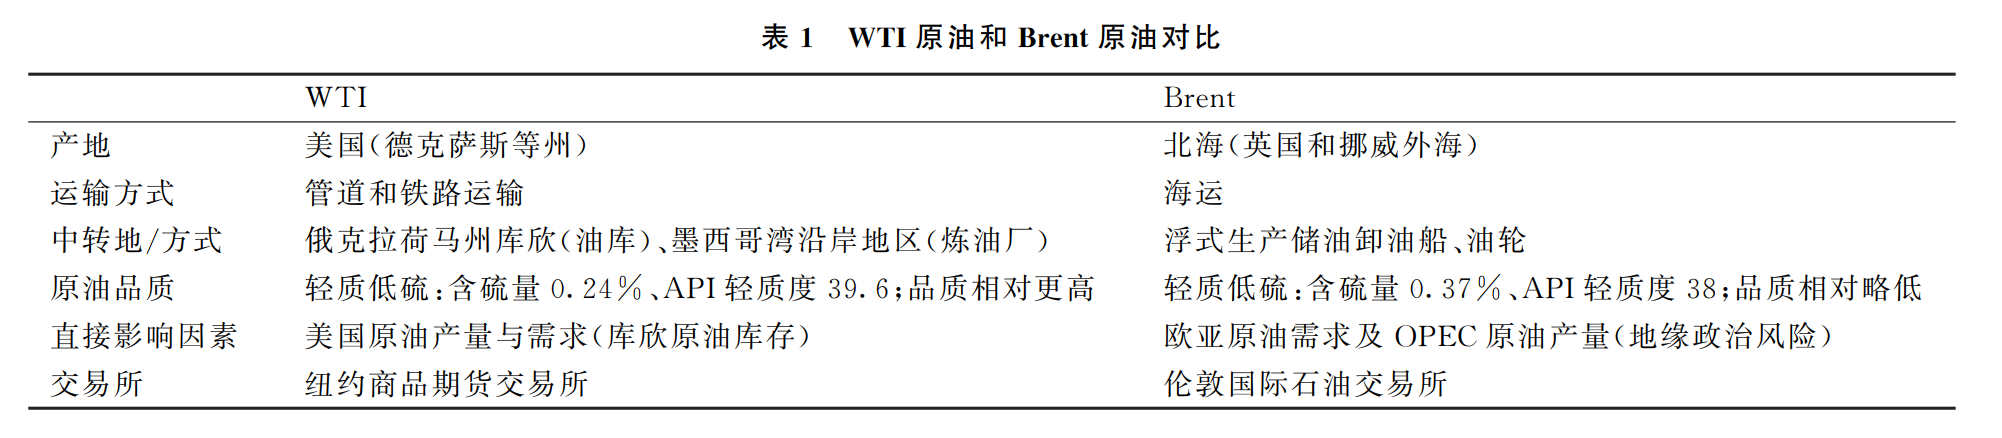 表 1 WTI 原油和 Brent 原油对比
WTI Brent
产地 美国(德克萨斯等州) 北海(英国和挪威外海)
运输方式 管道和铁路运输 海运
中转地/方式 俄克拉荷马州库欣(油库)、墨西哥湾沿岸地区(炼油厂) 浮式生产储油卸油船、油轮
原油品质 轻质低硫:含硫量 0.24%、API 轻质度 39.6;品质相对更高 轻质低硫:含硫量 0.37%、API 轻质度 38;品质相对略低
直接影响因素 美国原油产量与需求(库欣原油库存) 欧亚原油需求及 OPEC 原油产量(地缘政治风险)
交易所 纽约商品期货交易所 伦敦国际石油交易所